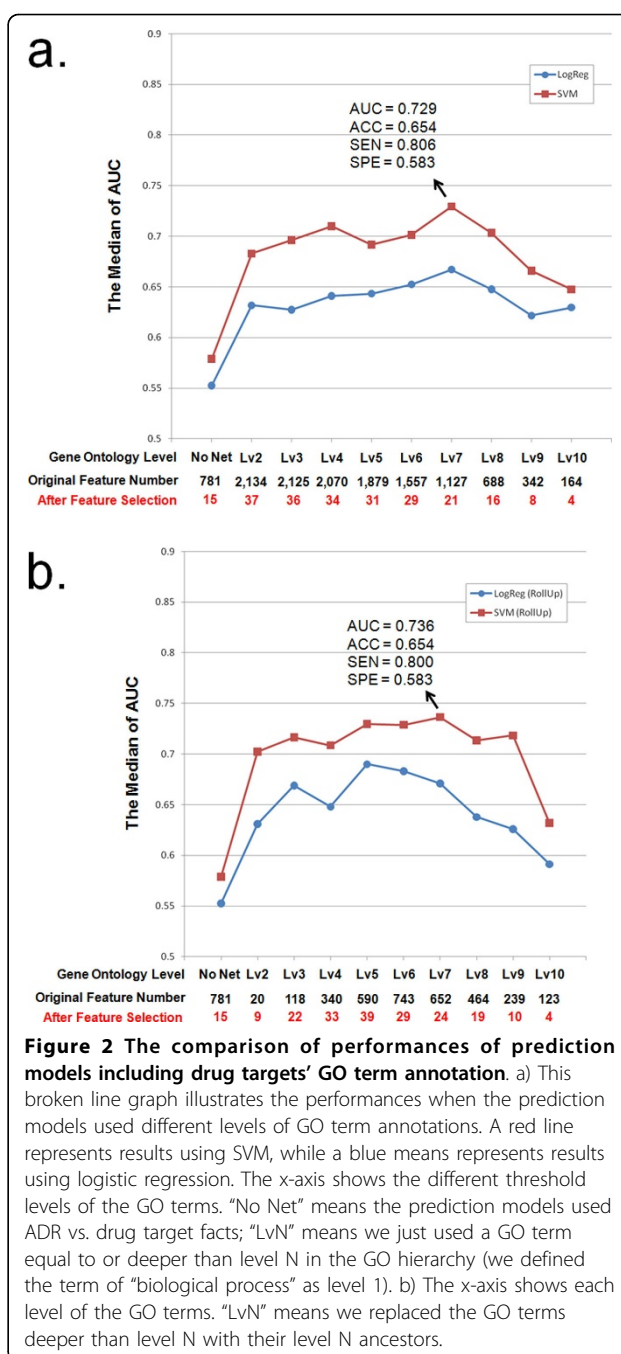 a.
0.9
0.85
0.8
0.75
0.7
0.65
0.6
0.55
0.5
The Median of AUC
LogReg
SVM
AUC = 0.729
ACC = 0.654
SEN = 0.806
SPE = 0.583
Gene Ontology Level No Net Lv2 Lv3 Lv4 Lv5 Lv6 Lv7 Lv8 Lv9 Lv10
Original Feature Number 781 2,134 2,125 2,070 1,879 1,557 1,127 688 342 164
After Feature Selection 15 37 36 34 31 29 21 16 8 4
b.
0.9
0.85
0.8
0.75
0.7
0.65
0.6
0.55
0.5
The Median of AUC
LogReg (RollUp)
SVM (RollUp)
AUC = 0.736
ACC = 0.654
SEN = 0.800
SPE = 0.583
Gene Ontology Level No Net Lv2 Lv3 Lv4 Lv5 Lv6 Lv7 Lv8 Lv9 Lv10
Original Feature Number 781 20 118 340 590 743 652 464 239 123
After Feature Selection 15 9 22 33 39 29 24 19 10 4
Figure 2 The comparison of performances of prediction
models including drug targets' GO term annotation. a) This
broken line graph illustrates the performances when the prediction
models used different levels of GO term annotations. A red line
represents results using SVM, while a blue means represents results
using logistic regression. The x-axis shows the different threshold
levels of the GO terms. "No Net" means the prediction models used
ADR vs. drug target facts; "LvN" means we just used a GO term
equal to or deeper than level N in the GO hierarchy (we defined
the term of "biological process" as level 1). b) The x-axis shows each
level of the GO terms. "LvN" means we replaced the GO terms
deeper than level N with their level N ancestors.